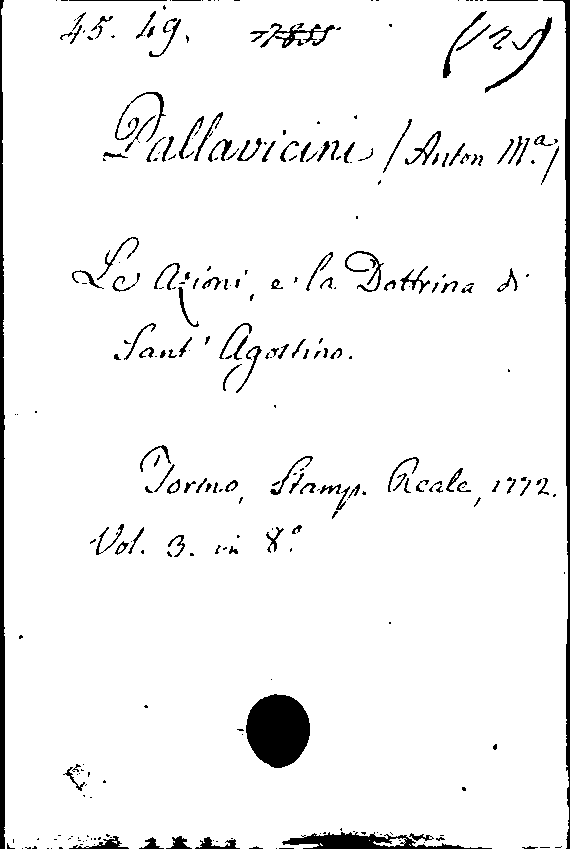 45. 49. 7855 (125)
Pallavicini (Anton M.ª)
Le Azioni, e la Dottrina di
Sant' Agostino.
Torino, Stamp. Reale, 1772.
Vol. 3. in 8.º